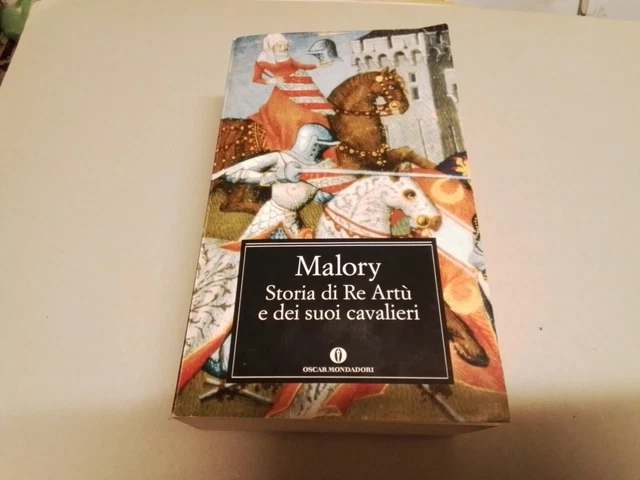 Malory
Storia di Re Artù
e dei suoi cavalieri
OSCAR MONDADORI